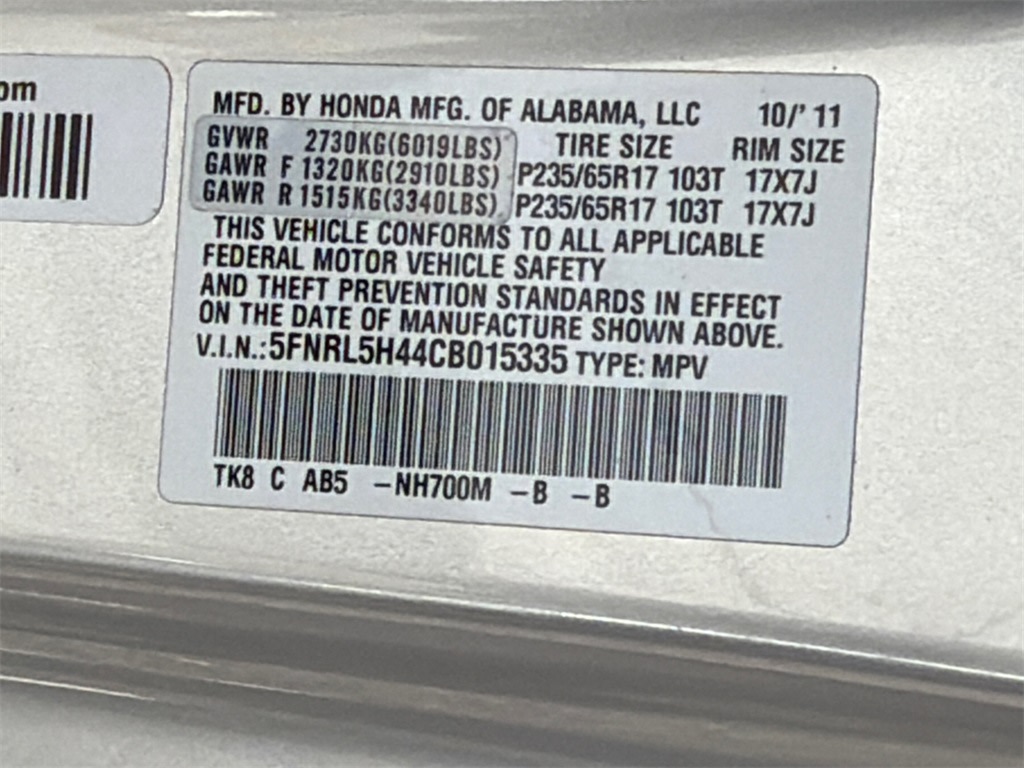 om
MFD. BY HONDA MFG. OF ALABAMA, LLC 10/' 11
GVWR 2730KG(6019LBS) TIRE SIZE RIM SIZE
GAWR F 1320KG(2910LBS) P235/65R17 103T 17X7J
GAWR R 1515KG(3340LBS) P235/65R17 103T 17X7J
THIS VEHICLE CONFORMS TO ALL APPLICABLE
FEDERAL MOTOR VEHICLE SAFETY
AND THEFT PREVENTION STANDARDS IN EFFECT
ON THE DATE OF MANUFACTURE SHOWN ABOVE.
V.I.N.:5FNRL5H44CB015335 TYPE: MPV
TK8 C AB5 –NH700M –B –B